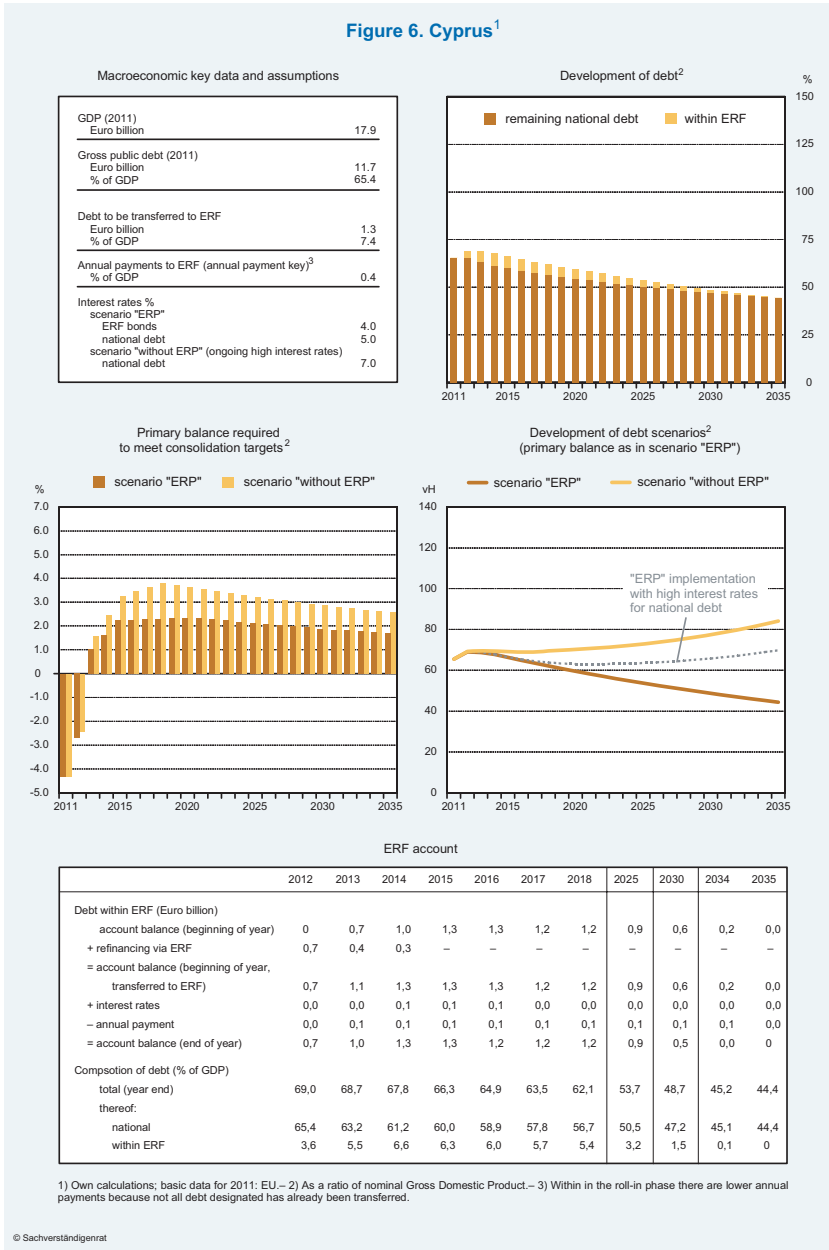 Figure 6. Cyprus1
Macroeconomic key data and assumptions
GDP (2011)
Euro billion 17.9
Gross public debt (2011)
Euro billion 11.7
% of GDP 65.4
Debt to be transferred to ERF
Euro billion 1.3
% of GDP 7.4
Annual payments to ERF (annual payment key)3
% of GDP 0.4
Interest rates %
scenario "ERP"
ERF bonds 4.0
national debt 5.0
scenario "without ERP" (ongoing high interest rates)
national debt 7.0
Development of debt2
%
remaining national debt within ERF
150
125
100
75
50
25
0
2011 2015 2020 2025 2030 2035
Primary balance required
to meet consolidation targets2
scenario "ERP" scenario "without ERP"
%
7.0
6.0
5.0
4.0
3.0
2.0
1.0
0
-1.0
-2.0
-3.0
-4.0
-5.0
2011 2015 2020 2025 2030 2035
Development of debt scenarios2
(primary balance as in scenario "ERP")
scenario "ERP" scenario "without ERP"
vH
140
120
100
80
60
40
20
0
"ERP" implementation
with high interest rates
for national debt
2011 2015 2020 2025 2030 2035
ERF account
2012 2013 2014 2015 2016 2017 2018 2025 2030 2034 2035
Debt within ERF (Euro billion)
account balance (beginning of year) 0 0,7 1,0 1,3 1,3 1,2 1,2 0,9 0,6 0,2 0,0
+ refinancing via ERF 0,7 0,4 0,3 – – – – – – – –
= account balance (beginning of year,
transferred to ERF) 0,7 1,1 1,3 1,3 1,3 1,2 1,2 0,9 0,6 0,2 0,0
+ interest rates 0,0 0,0 0,1 0,1 0,1 0,0 0,0 0,0 0,0 0,0 0,0
– annual payment 0,0 0,1 0,1 0,1 0,1 0,1 0,1 0,1 0,1 0,1 0,0
= account balance (end of year) 0,7 1,0 1,3 1,3 1,2 1,2 1,2 0,9 0,5 0,0 0
Compsotion of debt (% of GDP)
total (year end) 69,0 68,7 67,8 66,3 64,9 63,5 62,1 53,7 48,7 45,2 44,4
thereof:
national 65,4 63,2 61,2 60,0 58,9 57,8 56,7 50,5 47,2 45,1 44,4
within ERF 3,6 5,5 6,6 6,3 6,0 5,7 5,4 3,2 1,5 0,1 0
1) Own calculations; basic data for 2011: EU.– 2) As a ratio of nominal Gross Domestic Product.– 3) Within in the roll-in phase there are lower annual
payments because not all debt designated has already been transferred.
© Sachverständigenrat